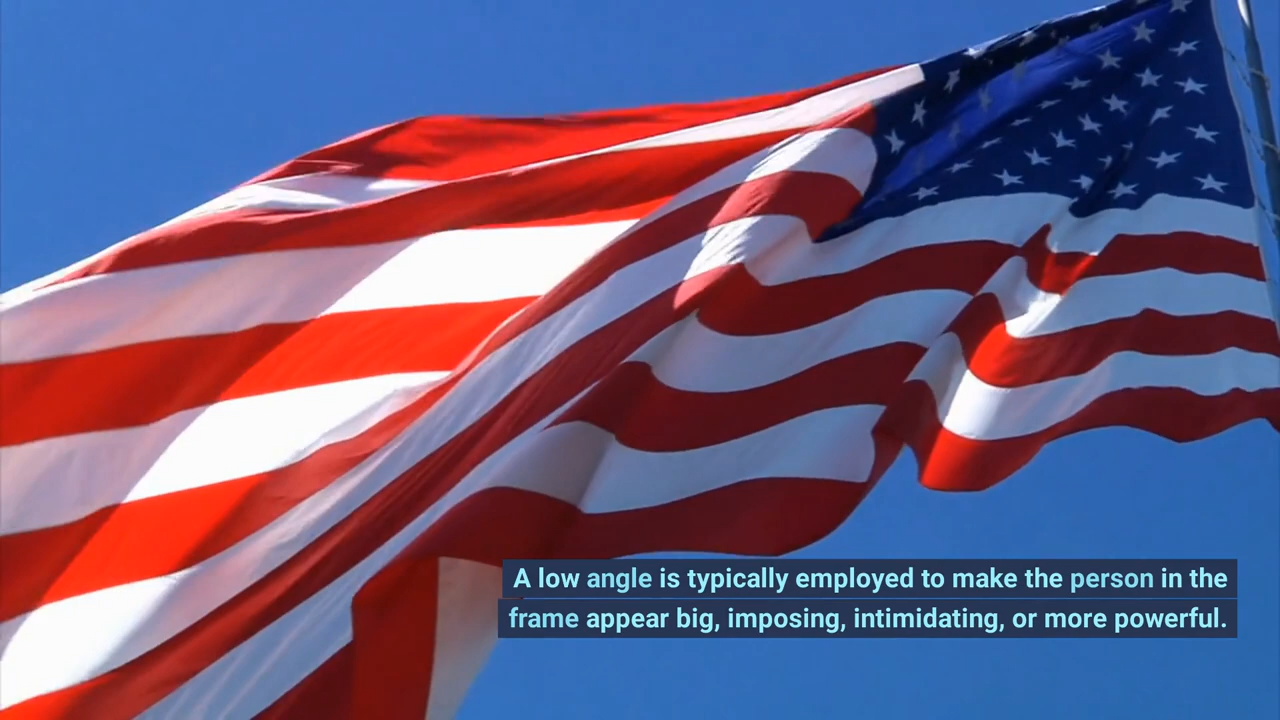 A low angle is typically employed to make the person in the
frame appear big, imposing, intimidating, or more powerful.